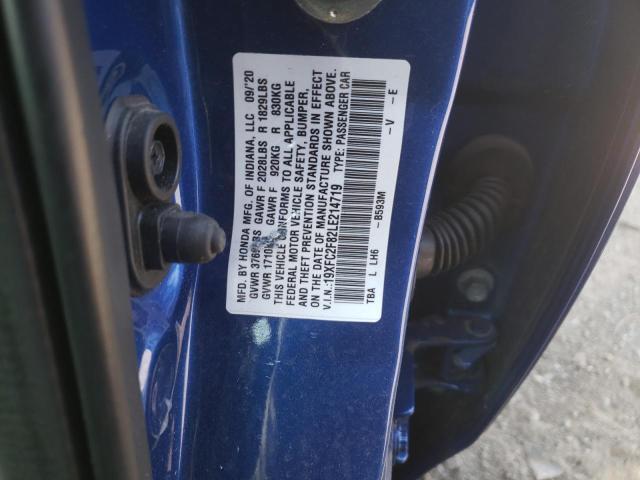 MFD. BY HONDA MFG. OF INDIANA, LLC 09/20
GVWR GAWR F 2028LBS R 1829LBS
GVWR GAWR F 920KG R 830KG
THIS VEHICLE CONFORMS TO ALL APPLICABLE
FEDERAL MOTOR VEHICLE SAFETY, BUMPER,
AND THEFT PREVENTION STANDARDS IN EFFECT
ON THE DATE OF MANUFACTURE SHOWN ABOVE.
V.I.N.:19XFC2F82LE214719 TYPE: PASSENGER CAR
TBA L LH6 -B593M -V -E